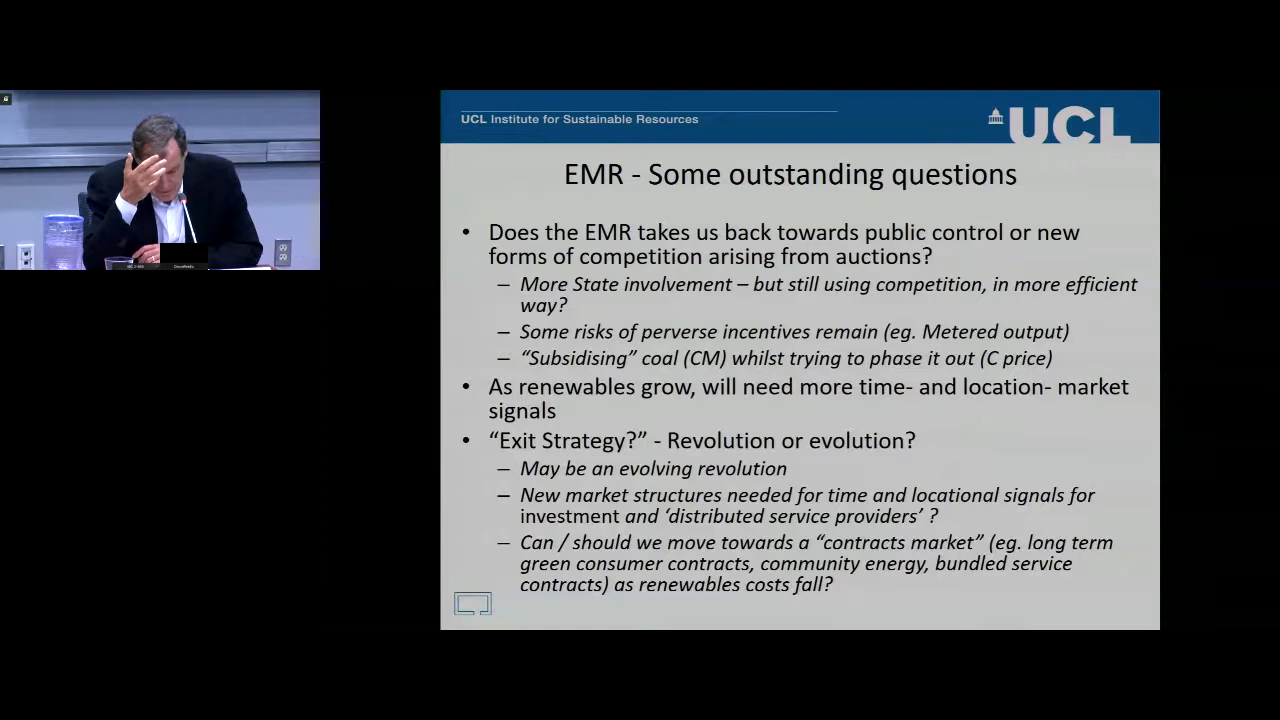 UCL Institute for Sustainable Resources
UCL
EMR - Some outstanding questions
• Does the EMR takes us back towards public control or new
forms of competition arising from auctions?
– More State involvement – but still using competition, in more efficient
way?
– Some risks of perverse incentives remain (eg. Metered output)
– “Subsidising” coal (CM) whilst trying to phase it out (C price)
• As renewables grow, will need more time- and location- market
signals
• “Exit Strategy?” - Revolution or evolution?
– May be an evolving revolution
– New market structures needed for time and locational signals for
investment and ‘distributed service providers’ ?
– Can / should we move towards a “contracts market” (eg. long term
green consumer contracts, community energy, bundled service
contracts) as renewables costs fall?